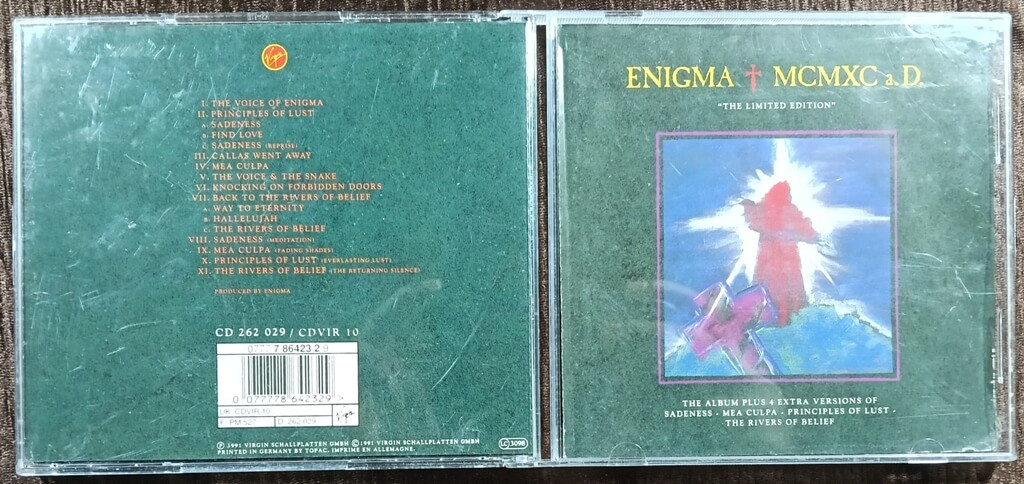 Virgin
I. THE VOICE OF ENIGMA
II. PRINCIPLES OF LUST
A. SADENESS
B. FIND LOVE
C. SADENESS (REPRISE)
III. CALLAS WENT AWAY
IV. MEA CULPA
V. THE VOICE & THE SNAKE
VI. KNOCKING ON FORBIDDEN DOORS
VII. BACK TO THE RIVERS OF BELIEF
A. WAY TO ETERNITY
B. HALLELUJAH
C. THE RIVERS OF BELIEF
VIII. SADENESS (MEDITATION)
IX. MEA CULPA (FADING SHADES)
X. PRINCIPLES OF LUST (EVERLASTING LUST)
XI. THE RIVERS OF BELIEF (THE RETURNING SILENCE)
PRODUCED BY ENIGMA
CD 262 029 / CDVIR 10
0777 7 86423 2 9
0 077778 642329 >
UK: CDVIR 10
F: PM 527 D: 262 029 Virgin
Ⓟ 1991 VIRGIN SCHALLPLATTEN GMBH © 1991 VIRGIN SCHALLPLATTEN GMBH
PRINTED IN GERMANY BY TOPAC. IMPRIME EN ALLEMAGNE.
LC 3098
ENIGMA † MCMXC a.D.
"THE LIMITED EDITION"
THE ALBUM PLUS 4 EXTRA VERSIONS OF
SADENESS - MEA CULPA - PRINCIPLES OF LUST -
THE RIVERS OF BELIEF